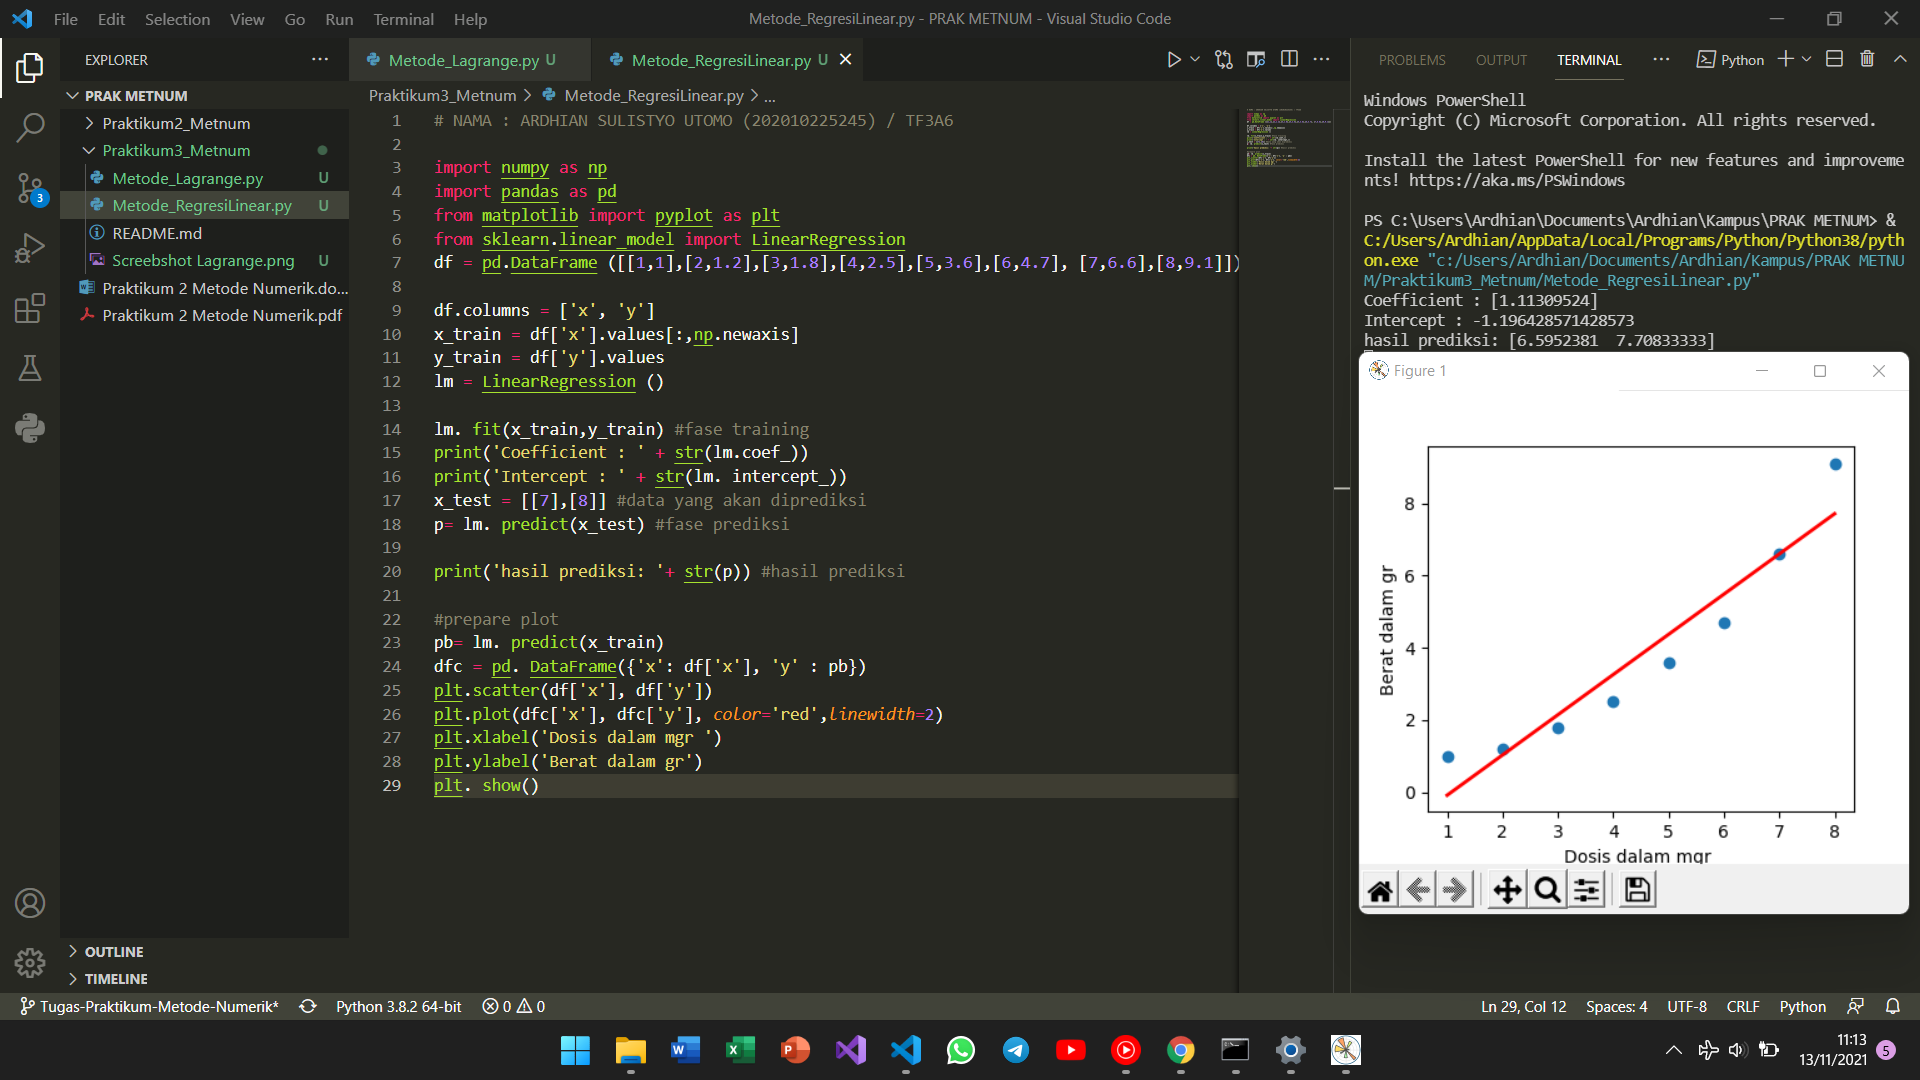 File Edit Selection View Go Run Terminal Help
Metode_RegresiLinear.py - PRAK METNUM - Visual Studio Code
EXPLORER
PRAK METNUM
Praktikum2_Metnum
Praktikum3_Metnum
Metode_Lagrange.py U
Metode_RegresiLinear.py U
README.md
Screebshot Lagrange.png U
Praktikum 2 Metode Numerik.do...
Praktikum 2 Metode Numerik.pdf
3
OUTLINE
TIMELINE
Metode_Lagrange.py U
Metode_RegresiLinear.py U
Praktikum3_Metnum > Metode_RegresiLinear.py > ...
1 # NAMA : ARDHIAN SULISTYO UTOMO (202010225245) / TF3A6
2
3 import numpy as np
4 import pandas as pd
5 from matplotlib import pyplot as plt
6 from sklearn.linear_model import LinearRegression
7 df = pd.DataFrame ([[1,1],[2,1.2],[3,1.8],[4,2.5],[5,3.6],[6,4.7], [7,6.6],[8,9.1]])
8
9 df.columns = ['x', 'y']
10 x_train = df['x'].values[:,np.newaxis]
11 y_train = df['y'].values
12 lm = LinearRegression ()
13
14 lm. fit(x_train,y_train) #fase training
15 print('Coefficient : ' + str(lm.coef_))
16 print('Intercept : ' + str(lm. intercept_))
17 x_test = [[7],[8]] #data yang akan diprediksi
18 p= lm. predict(x_test) #fase prediksi
19
20 print('hasil prediksi: '+ str(p)) #hasil prediksi
21
22 #prepare plot
23 pb= lm. predict(x_train)
24 dfc = pd. DataFrame({'x': df['x'], 'y' : pb})
25 plt.scatter(df['x'], df['y'])
26 plt.plot(dfc['x'], dfc['y'], color='red',linewidth=2)
27 plt.xlabel('Dosis dalam mgr ')
28 plt.ylabel('Berat dalam gr')
29 plt. show()
PROBLEMS OUTPUT TERMINAL ... Python
Windows PowerShell
Copyright (C) Microsoft Corporation. All rights reserved.
Install the latest PowerShell for new features and improveme
nts! https://aka.ms/PSWindows
PS C:\Users\Ardhian\Documents\Ardhian\Kampus\PRAK METNUM> &
C:/Users/Ardhian/AppData/Local/Programs/Python/Python38/pyth
on.exe "c:/Users/Ardhian/Documents/Ardhian/Kampus/PRAK METNU
M/Praktikum3_Metnum/Metode_RegresiLinear.py"
Coefficient : [1.11309524]
Intercept : -1.196428571428573
hasil prediksi: [6.5952381 7.70833333]
Figure 1
8
6
4
2
0
Berat dalam gr
1 2 3 4 5 6 7 8
Dosis dalam mgr
Tugas-Praktikum-Metode-Numerik* Python 3.8.2 64-bit 0 0
Ln 29, Col 12 Spaces: 4 UTF-8 CRLF Python
11:13
13/11/2021 5